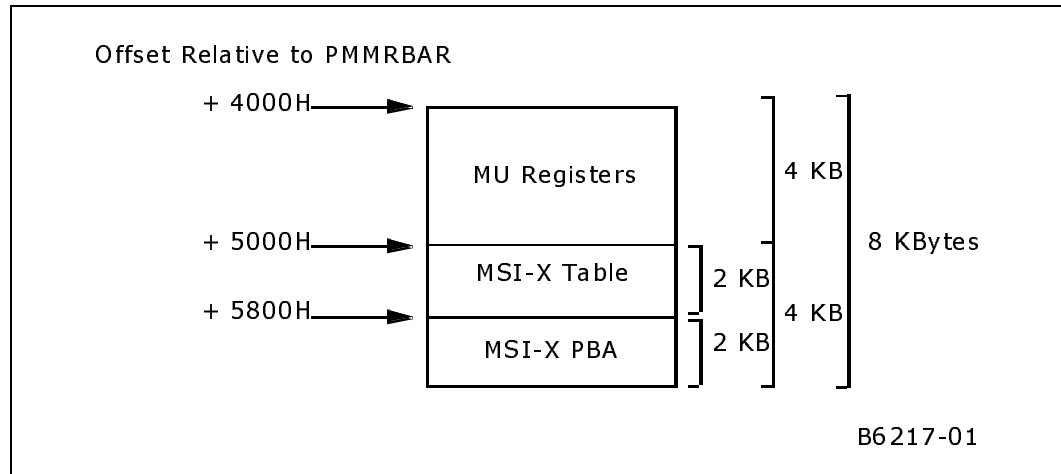 Offset Relative to PMMRBAR
+ 4000H
MU Registers
4 KB
+ 5000H
8 KBytes
MSI-X Table
2 KB
+ 5800H
4 KB
MSI-X PBA
2 KB
B6217-01